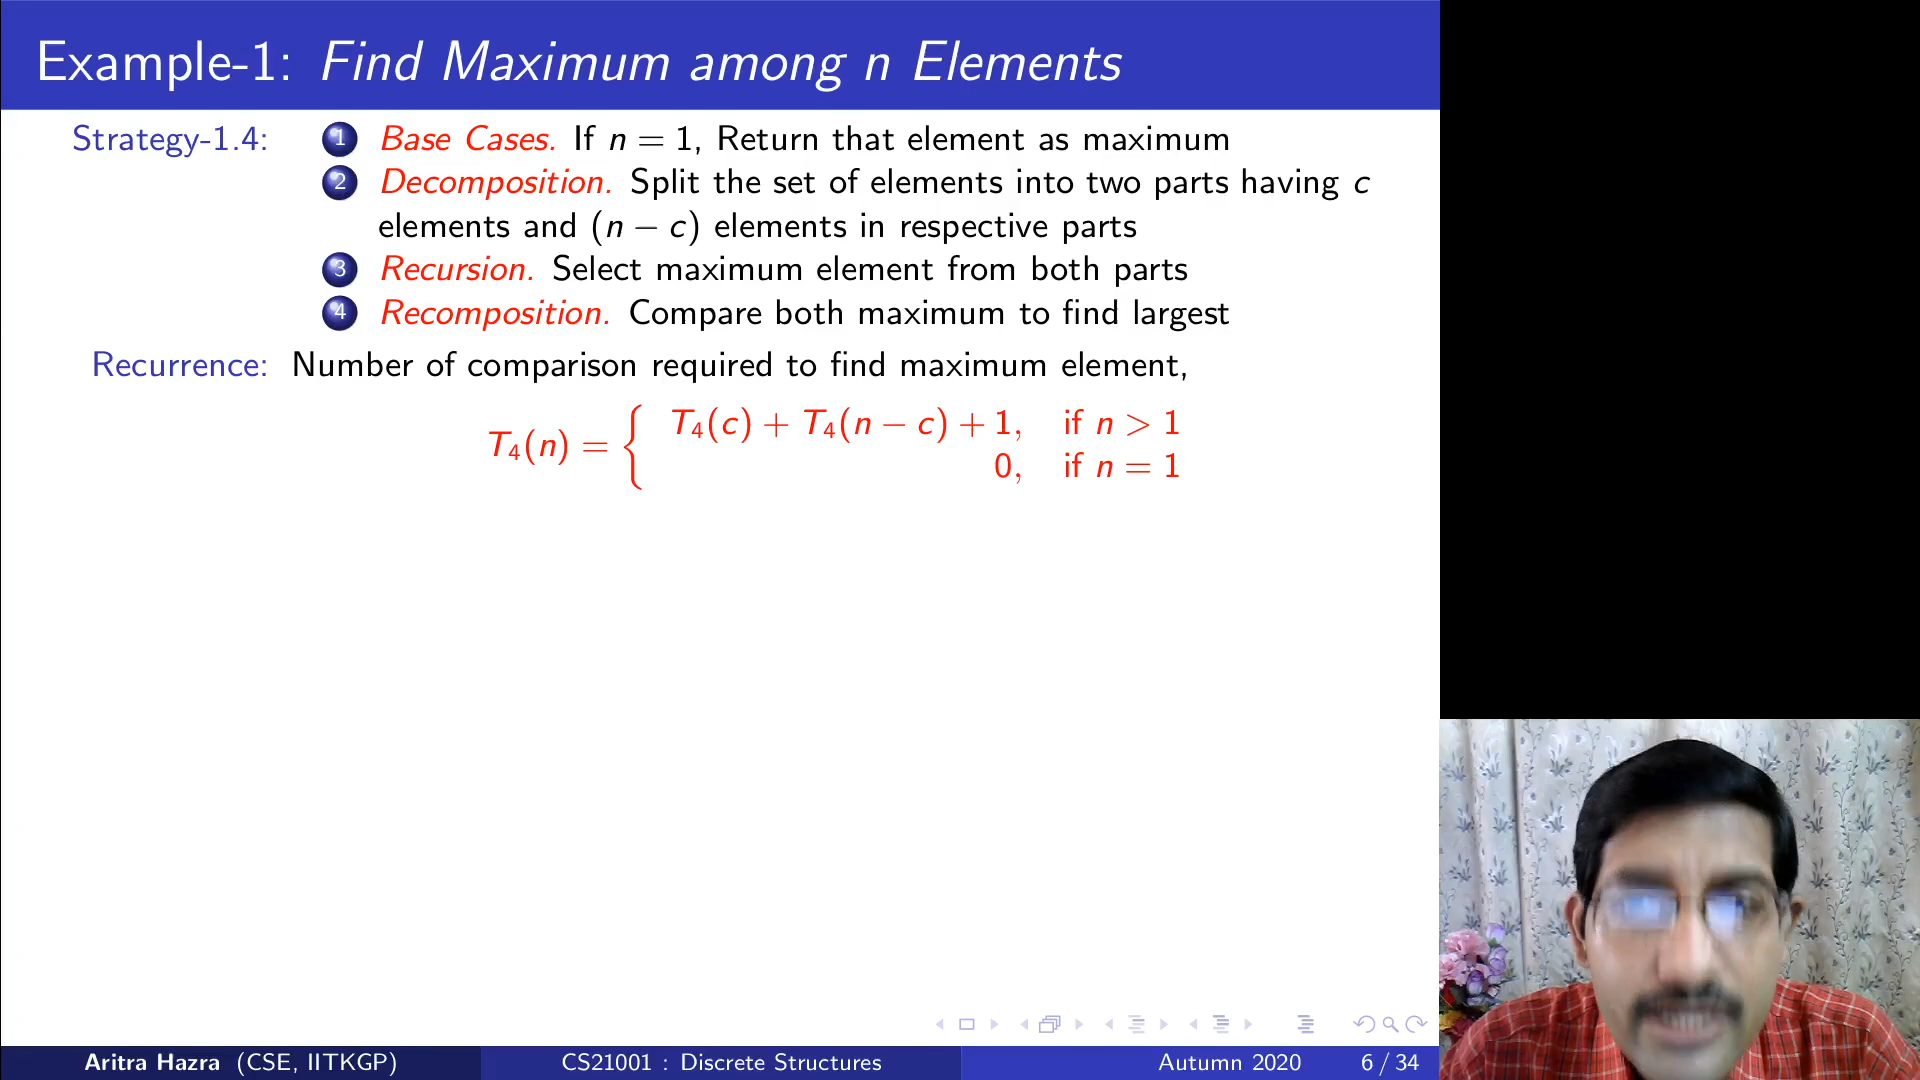 Example-1: Find Maximum among n Elements
Strategy-1.4: 1 Base Cases. If n = 1, Return that element as maximum
2 Decomposition. Split the set of elements into two parts having c
elements and (n − c) elements in respective parts
3 Recursion. Select maximum element from both parts
4 Recomposition. Compare both maximum to find largest
Recurrence: Number of comparison required to find maximum element,
T₄(n) = { T₄(c) + T₄(n − c) + 1, if n > 1
0, if n = 1
Aritra Hazra (CSE, IITKGP) CS21001 : Discrete Structures Autumn 2020 6 / 34